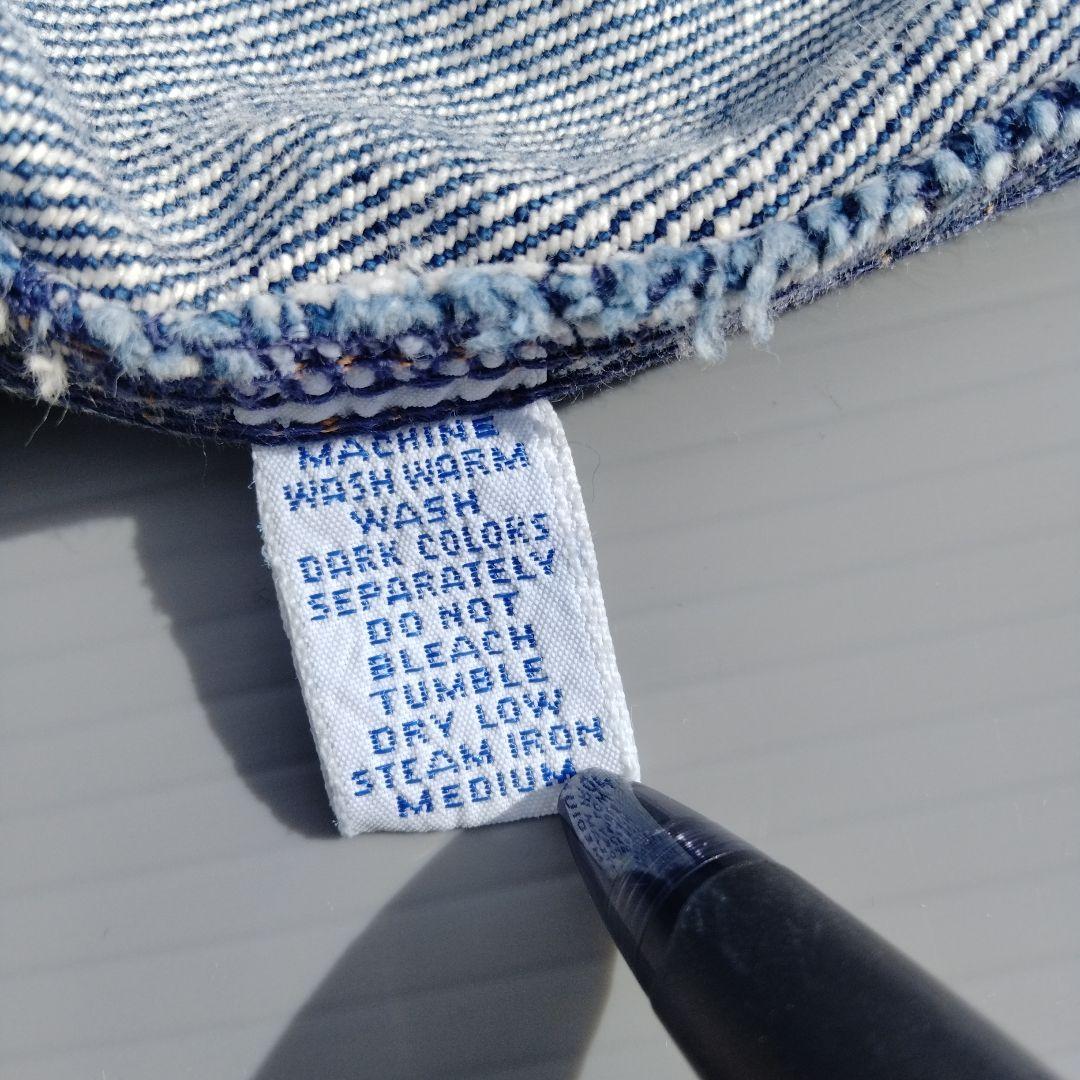 MACHINE
WASH WARM
WASH
DARK COLORS
SEPARATELY
DO NOT
BLEACH
TUMBLE
DRY LOW
STEAM IRON
MEDIUM